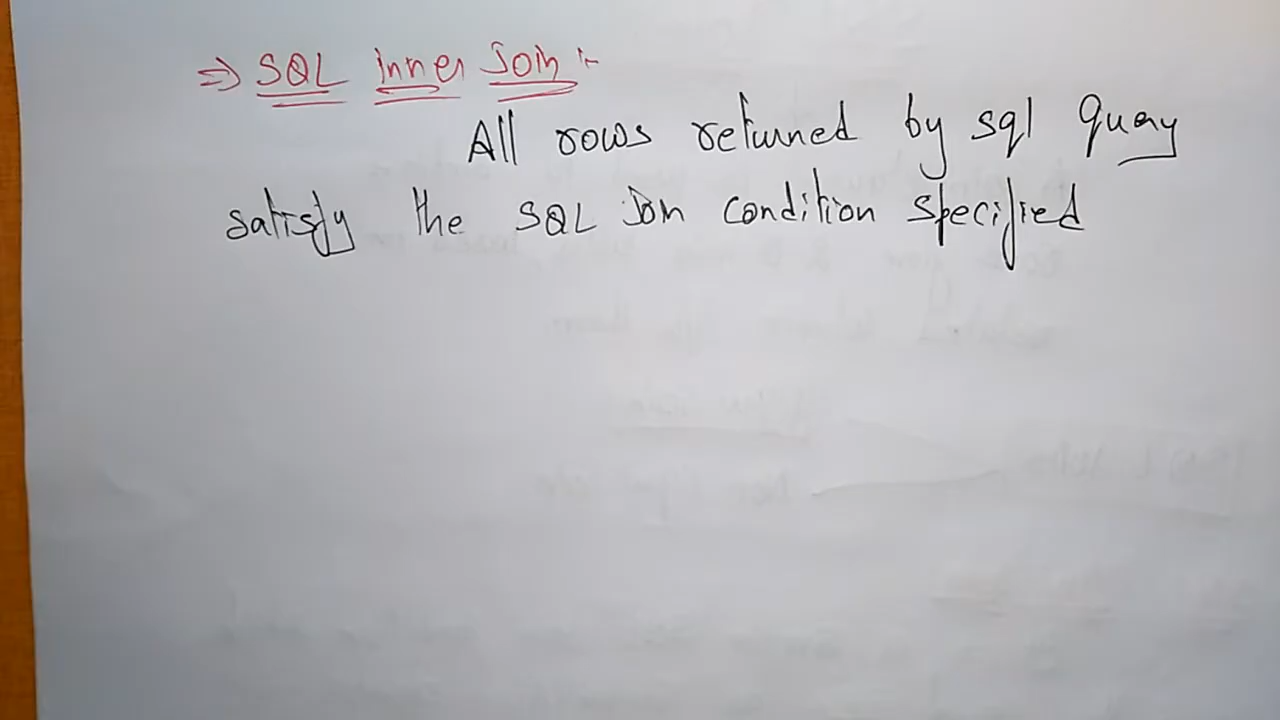 ⇒ SQL inner Join :-
All rows returned by sql query
satisfy the SQL Join condition specified